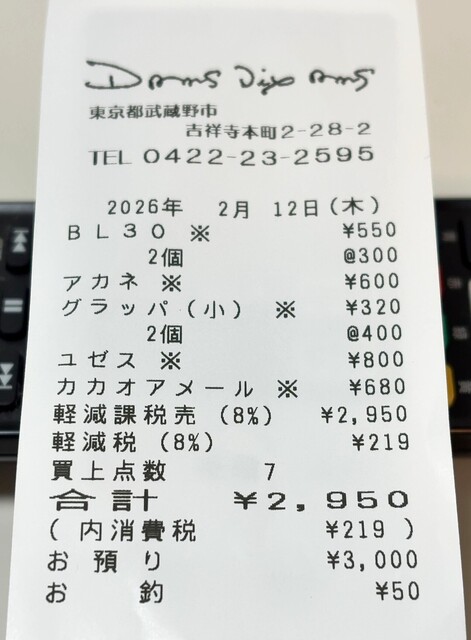 Dans Dix ans
東京都武蔵野市
吉祥寺本町2-28-2
TEL 0422-23-2595
2026年 2月 12日(木)
BL30 ※ ¥550
2個 @300
アカネ ※ ¥600
グラッパ(小) ※ ¥320
2個 @400
ユゼス ※ ¥800
カカオアメール ※ ¥680
軽減課税売 (8%) ¥2,950
軽減税 (8%) ¥219
買上点数 7
合計 ¥2,950
( 内消費税 ¥219 )
お預り ¥3,000
お釣 ¥50